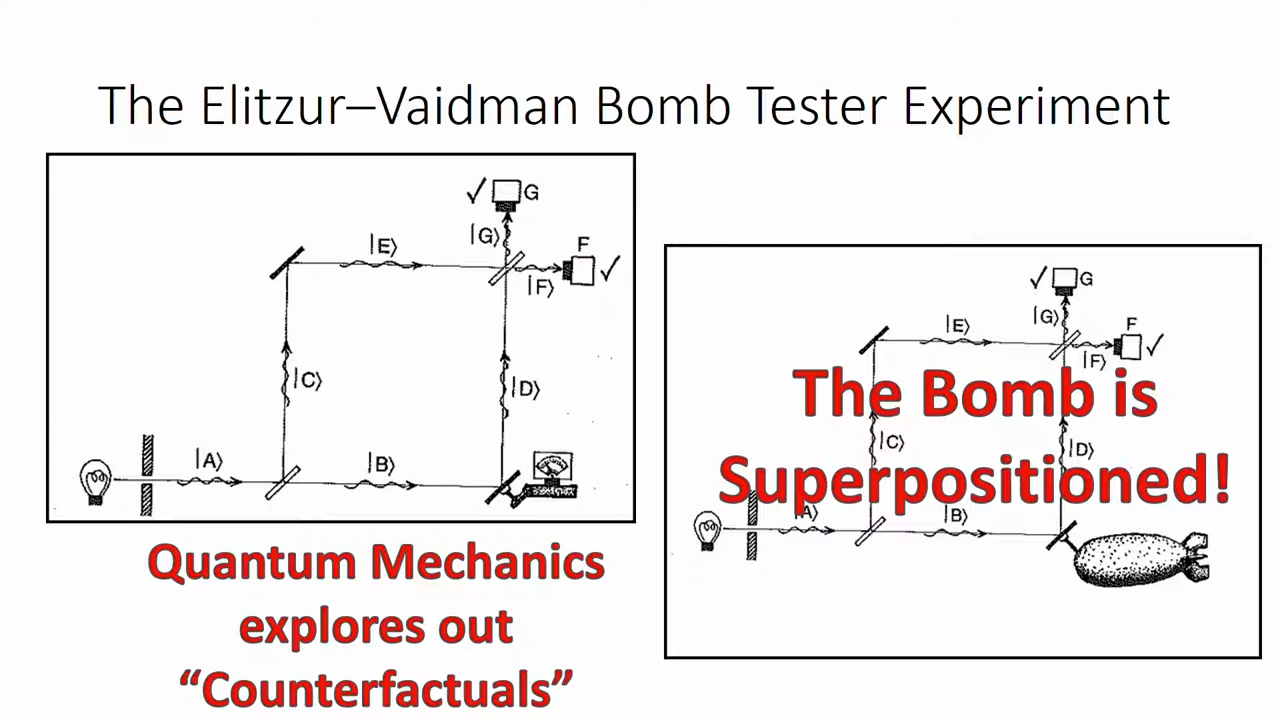 The Elitzur–Vaidman Bomb Tester Experiment
✓ G
|G⟩
F
|E⟩
✓
|F⟩
|C⟩
|D⟩
|A⟩
|B⟩
Quantum Mechanics
explores out
“Counterfactuals”
✓ G
|G⟩
F
|E⟩
✓
|F⟩
The Bomb is
|C⟩
|D⟩
Superpositioned!
|A⟩
|B⟩